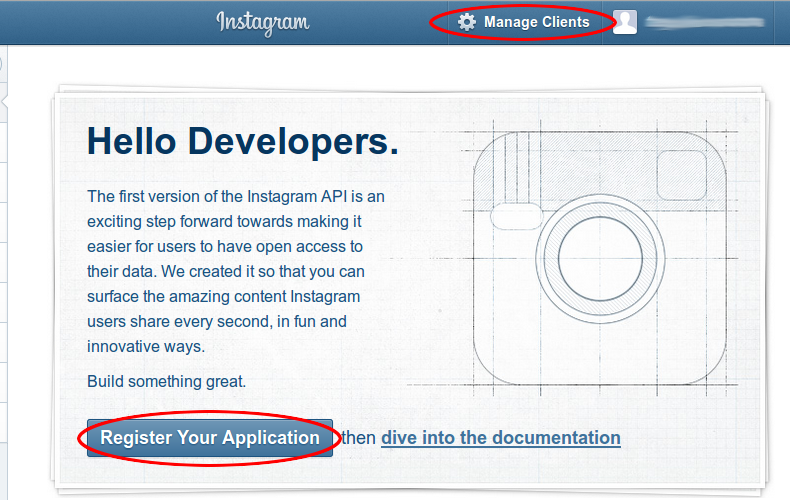 Instagram
Manage Clients
Hello Developers.
The first version of the Instagram API is an
exciting step forward towards making it
easier for users to have open access to
their data. We created it so that you can
surface the amazing content Instagram
users share every second, in fun and
innovative ways.
Build something great.
Register Your Application then dive into the documentation